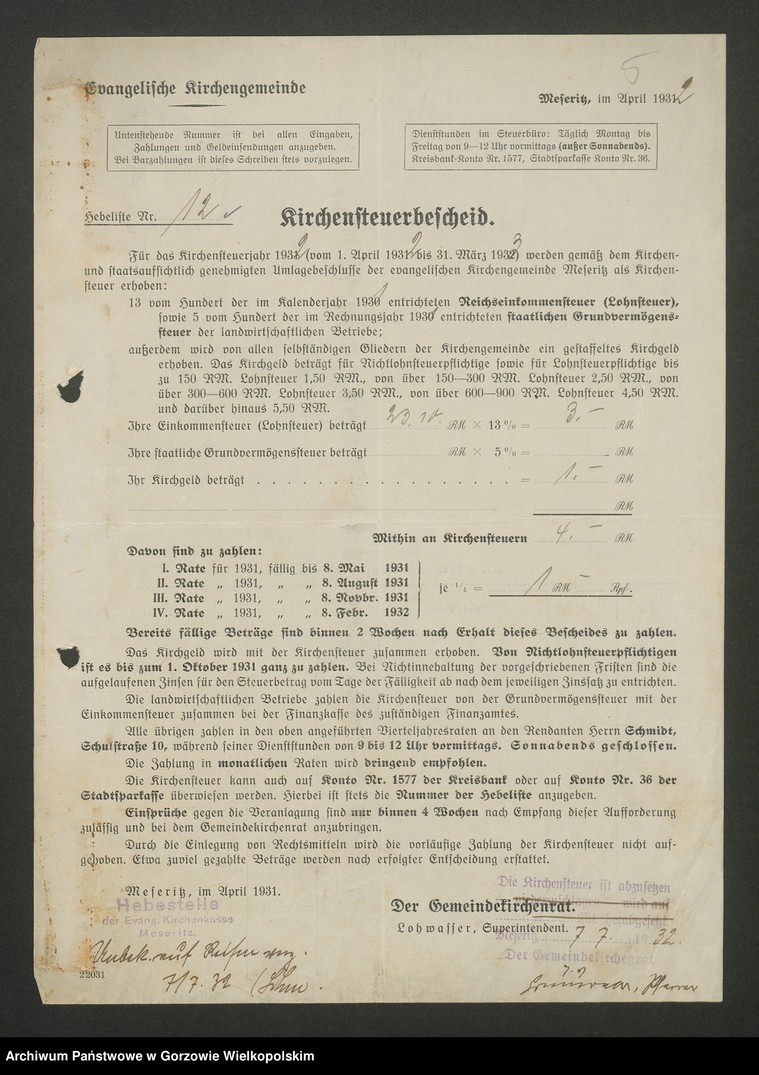 5
Evangelische Kirchengemeinde
Meseritz, im April 1932
Untenstehende Nummer ist bei allen Eingaben,
Zahlungen und Geldeinsendungen anzugeben.
Bei Barzahlungen ist dieses Schreiben stets vorzulegen.
Dienststunden im Steuerbüro: Täglich Montag bis
Freitag von 9—12 Uhr vormittags (außer Sonnabends).
Kreisbank-Konto Nr. 1577, Stadtsparkasse Konto Nr. 36.
Hebeliste Nr. 12
Kirchensteuerbescheid.
Für das Kirchensteuerjahr 1932 (vom 1. April 1932 bis 31. März 1933) werden gemäß dem Kirchen-
und staatsaufsichtlich genehmigten Umlagebeschlusse der evangelischen Kirchengemeinde Meseritz als Kirchen-
steuer erhoben:
13 vom Hundert der im Kalenderjahr 1931 entrichteten Reichseinkommensteuer (Lohnsteuer),
sowie 5 vom Hundert der im Rechnungsjahr 1931 entrichteten staatlichen Grundvermögens-
steuer der landwirtschaftlichen Betriebe;
außerdem wird von allen selbständigen Gliedern der Kirchengemeinde ein gestaffeltes Kirchgeld
erhoben. Das Kirchgeld beträgt für Nichtlohnsteuerpflichtige sowie für Lohnsteuerpflichtige bis
zu 150 RM. Lohnsteuer 1,50 RM., von über 150—300 RM. Lohnsteuer 2,50 RM., von
über 300—600 RM. Lohnsteuer 3,50 RM., von über 600—900 RM. Lohnsteuer 4,50 RM.
und darüber hinaus 5,50 RM.
Ihre Einkommensteuer (Lohnsteuer) beträgt 23, RM × 13 % = 3.– RM
Ihre staatliche Grundvermögenssteuer beträgt RM × 5 % = RM
Ihr Kirchgeld beträgt . . . . . . . . . . . . . . . . . = 1.– RM
RM
Mithin an Kirchensteuern 4.– RM
Davon sind zu zahlen:
I. Rate für 1931, fällig bis 8. Mai 1931
II. Rate „ 1931, „ „ 8. August 1931
III. Rate „ 1931, „ „ 8. Novbr. 1931
IV. Rate „ 1931, „ „ 8. Febr. 1932
je ¼ = 1 RM – Rpf.
Bereits fällige Beträge sind binnen 2 Wochen nach Erhalt dieses Bescheides zu zahlen.
Das Kirchgeld wird mit der Kirchensteuer zusammen erhoben. Von Nichtlohnsteuerpflichtigen
ist es bis zum 1. Oktober 1931 ganz zu zahlen. Bei Nichtinnehaltung der vorgeschriebenen Fristen sind die
aufgelaufenen Zinsen für den Steuerbetrag vom Tage der Fälligkeit ab nach dem jeweiligen Zinssatz zu entrichten.
Die landwirtschaftlichen Betriebe zahlen die Kirchensteuer von der Grundvermögenssteuer mit der
Einkommensteuer zusammen bei der Finanzkasse des zuständigen Finanzamtes.
Alle übrigen zahlen in den oben angeführten Vierteljahresraten an den Rendanten Herrn Schmidt,
Schulstraße 10, während seiner Dienststunden von 9 bis 12 Uhr vormittags. Sonnabends geschlossen.
Die Zahlung in monatlichen Raten wird dringend empfohlen.
Die Kirchensteuer kann auch auf Konto Nr. 1577 der Kreisbank oder auf Konto Nr. 36 der
Stadtsparkasse überwiesen werden. Hierbei ist stets die Nummer der Hebeliste anzugeben.
Einsprüche gegen die Veranlagung sind nur binnen 4 Wochen nach Empfang dieser Aufforderung
zulässig und bei dem Gemeindekirchenrat anzubringen.
Durch die Einlegung von Rechtsmitteln wird die vorläufige Zahlung der Kirchensteuer nicht auf-
gehoben. Etwa zuviel gezahlte Beträge werden nach erfolgter Entscheidung erstattet.
Meseritz, im April 1931.
Hebestelle
der Evang. Kirchenkasse
Meseritz
Die Kirchensteuer ist abzusetzen
Der Gemeindekirchenrat.
Lohwasser, Superintendent.
Meseritz 7 7. 1932.
Der Gemeindekirchenrat
Unbek. auf Reisen
7/7. 32
22031
Pfarrer
Archiwum Państwowe w Gorzowie Wielkopolskim